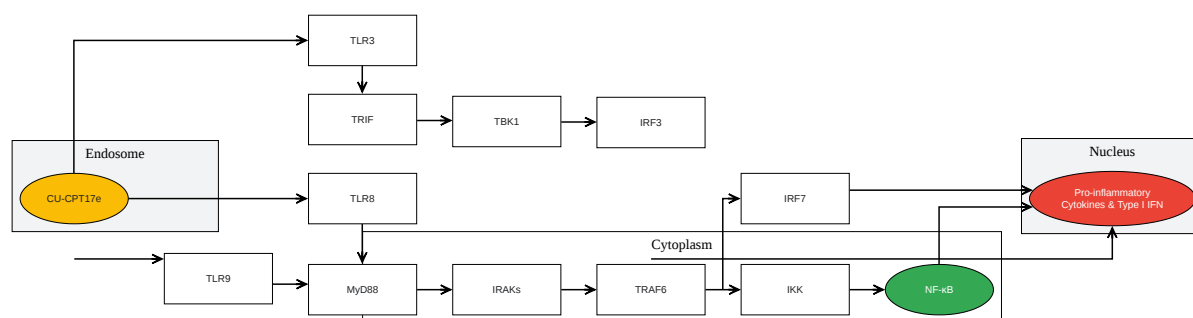 TLR3
TRIF
TBK1
IRF3
Endosome
Nucleus
CU-CPT17e
TLR8
IRF7
Pro-inflammatory
Cytokines & Type I IFN
Cytoplasm
TLR9
MyD88
IRAKs
TRAF6
IKK
NF-κB